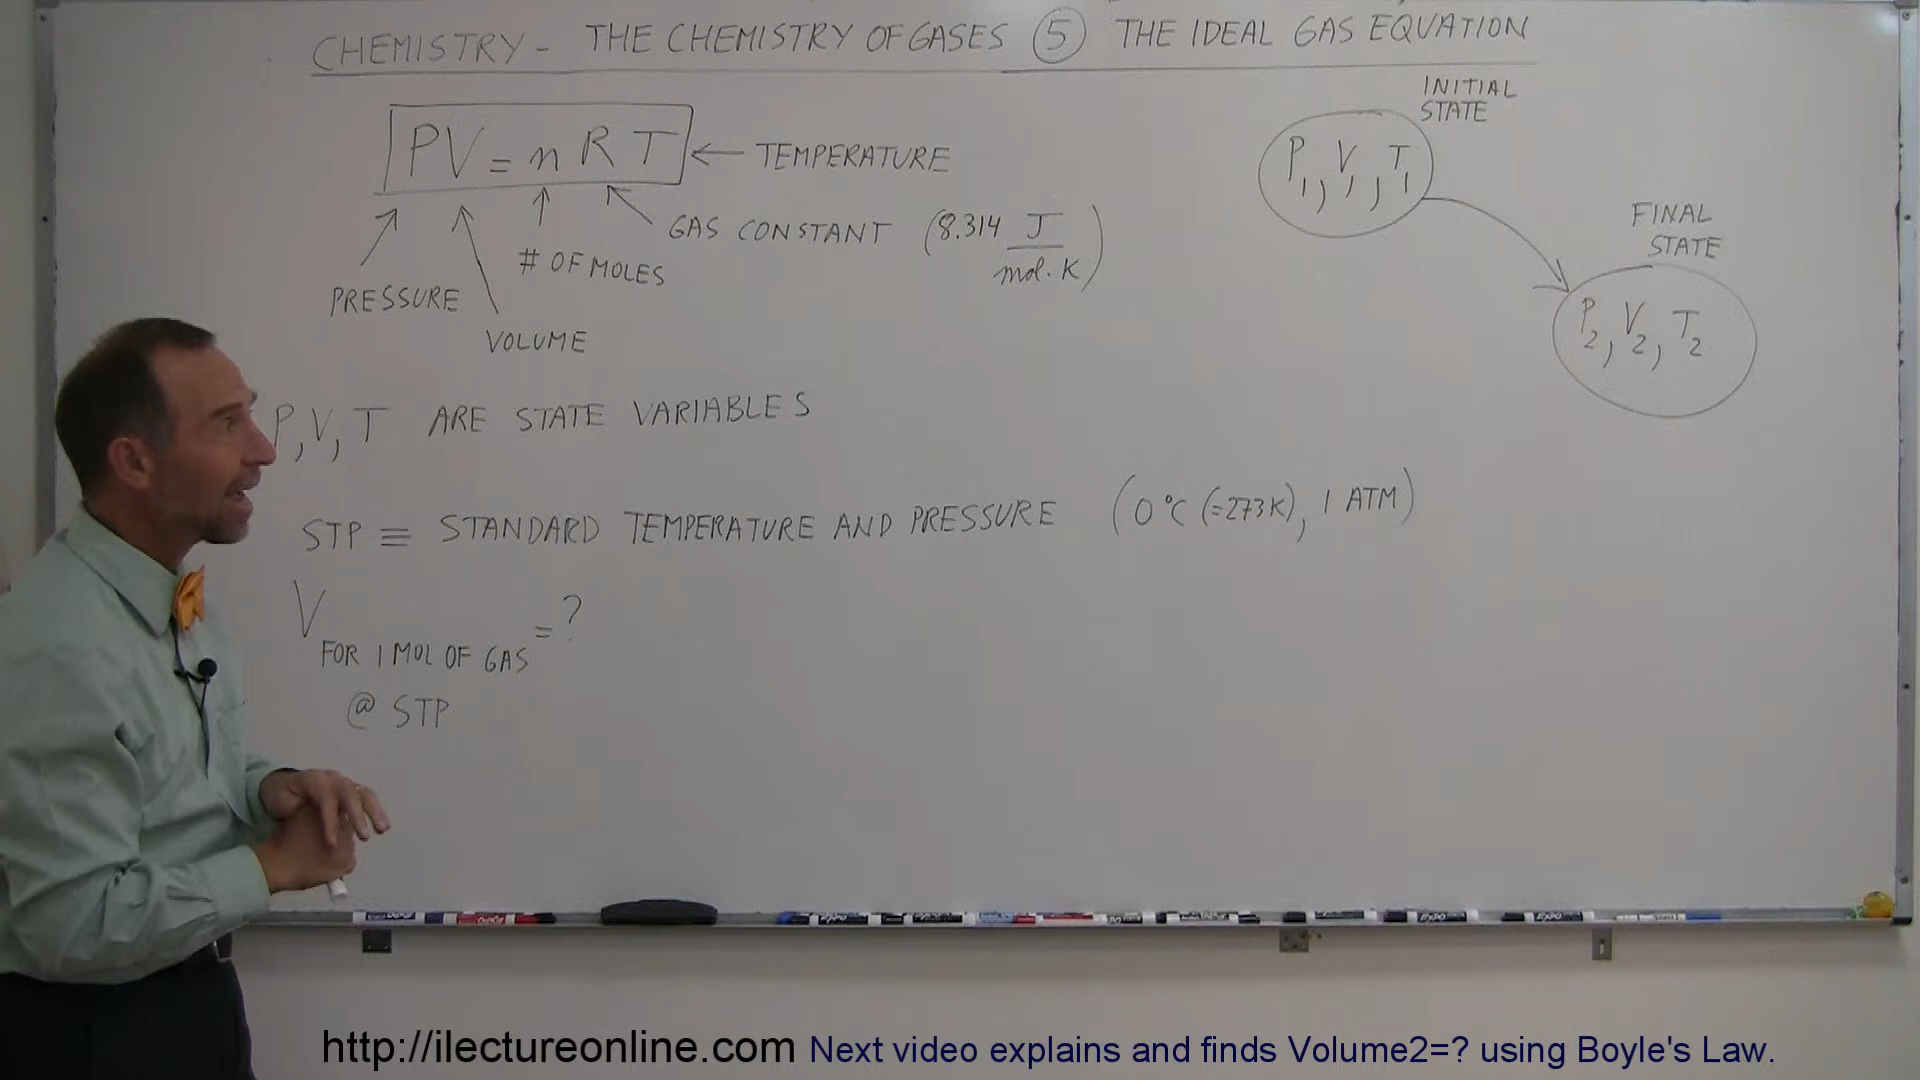 CHEMISTRY - THE CHEMISTRY OF GASES 5 THE IDEAL GAS EQUATION
PV = nRT ← TEMPERATURE
GAS CONSTANT (8.314 J / mol·K)
# OF MOLES
PRESSURE
VOLUME
INITIAL
STATE
P1, V1, T1
FINAL
STATE
P2, V2, T2
P, V, T ARE STATE VARIABLES
STP ≡ STANDARD TEMPERATURE AND PRESSURE (0°C (=273K), 1 ATM)
V FOR 1 MOL OF GAS = ?
@ STP
http://ilectureonline.com Next video explains and finds Volume2=? using Boyle's Law.